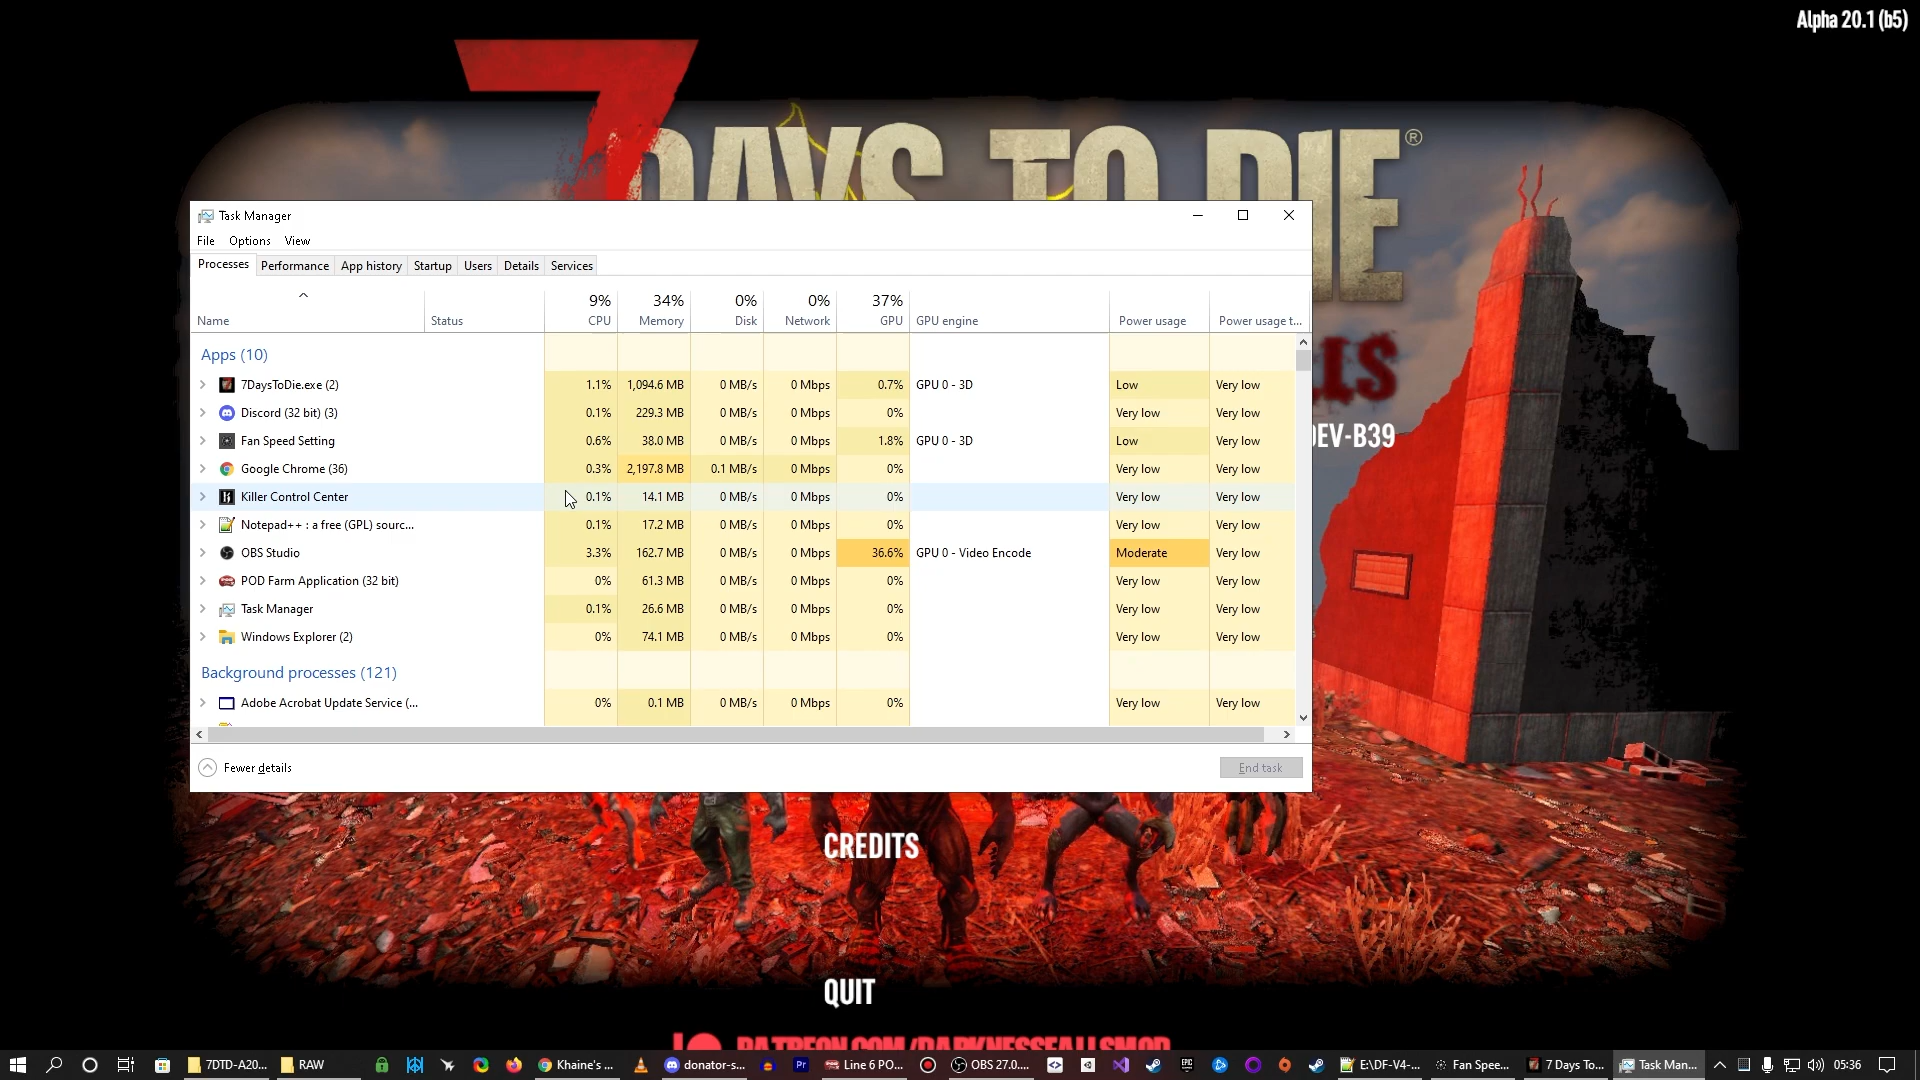 Alpha 20.1 (b5)
7 DAYS TO DIE ®
DEV-B39
Task Manager
File Options View
Processes Performance App history Startup Users Details Services
9% 34% 0% 0% 37%
Name Status CPU Memory Disk Network GPU GPU engine Power usage Power usage t...
Apps (10)
7DaysToDie.exe (2) 1.1% 1,094.6 MB 0 MB/s 0 Mbps 0.7% GPU 0 - 3D Low Very low
Discord (32 bit) (3) 0.1% 229.3 MB 0 MB/s 0 Mbps 0% Very low Very low
Fan Speed Setting 0.6% 38.0 MB 0 MB/s 0 Mbps 1.8% GPU 0 - 3D Low Very low
Google Chrome (36) 0.3% 2,197.8 MB 0.1 MB/s 0 Mbps 0% Very low Very low
Killer Control Center 0.1% 14.1 MB 0 MB/s 0 Mbps 0% Very low Very low
Notepad++ : a free (GPL) sourc... 0.1% 17.2 MB 0 MB/s 0 Mbps 0% Very low Very low
OBS Studio 3.3% 162.7 MB 0 MB/s 0 Mbps 36.6% GPU 0 - Video Encode Moderate Very low
POD Farm Application (32 bit) 0% 61.3 MB 0 MB/s 0 Mbps 0% Very low Very low
Task Manager 0.1% 26.6 MB 0 MB/s 0 Mbps 0% Very low Very low
Windows Explorer (2) 0% 74.1 MB 0 MB/s 0 Mbps 0% Very low Very low
Background processes (121)
Adobe Acrobat Update Service (... 0% 0.1 MB 0 MB/s 0 Mbps 0% Very low Very low
Fewer details End task
CREDITS
QUIT
PATREON.COM/DARKNESSFALLSMOD
7DTD-A20... RAW Khaine's ... donator-s... Pr Line 6 PO... OBS 27.0.... EPIC E:\DF-V4-... Fan Spee... 7 Days To... Task Man... 05:36